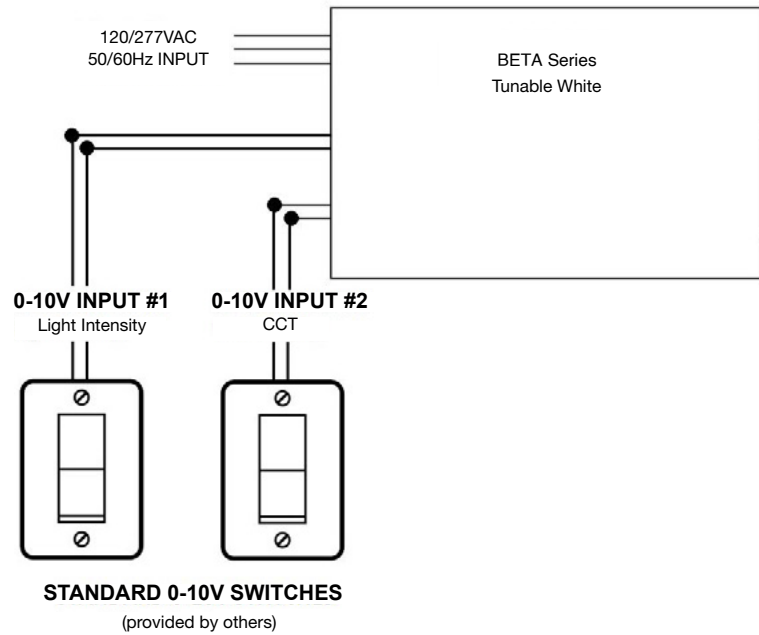 120/277VAC
50/60Hz INPUT
BETA Series
Tunable White
0-10V INPUT #1
Light Intensity
0-10V INPUT #2
CCT
STANDARD 0-10V SWITCHES
(provided by others)